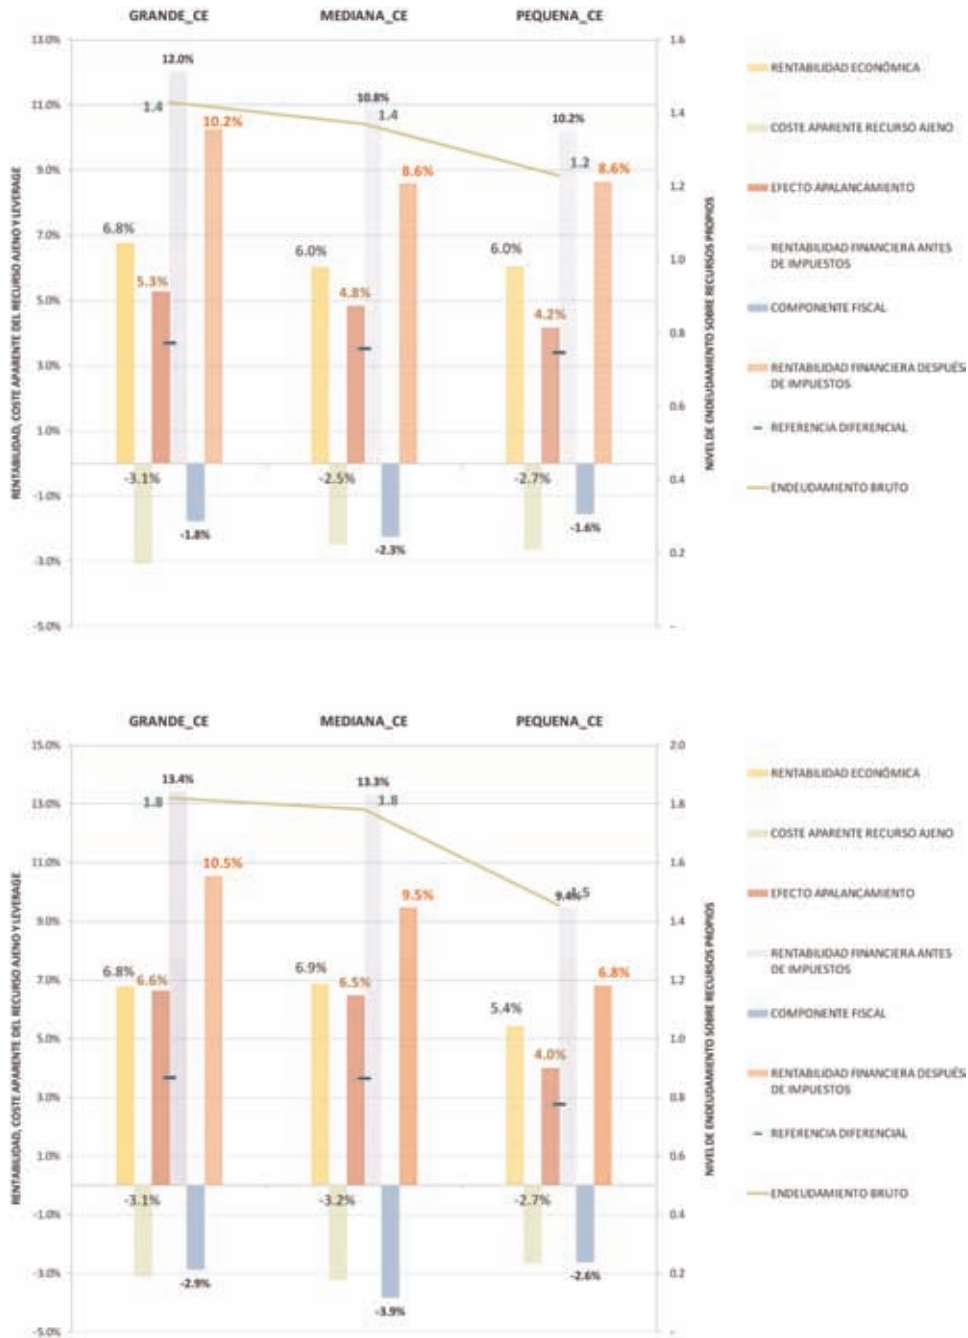 GRANDE_CE
MEDIANA_CE
PEQUENA_CE
RENTABILIDAD, COSTE APARENTE DEL RECURSO AJENO Y LEVERAGE
13.0%
11.0%
9.0%
7.0%
5.0%
3.0%
1.0%
-1.0%
-3.0%
-5.0%
12.0%
1.4
10.2%
6.8%
5.3%
-3.1%
-1.8%
10.8%
1.4
8.6%
6.0%
4.8%
-2.5%
-2.3%
10.2%
1.2
8.6%
6.0%
4.2%
-2.7%
-1.6%
1.6
1.4
1.2
1.0
0.8
0.6
0.4
0.2
-
NIVEL DE ENDEUDAMIENTO SOBRE RECURSOS PROPIOS
RENTABILIDAD ECONÓMICA
COSTE APARENTE RECURSO AJENO
EFECTO APALANCAMIENTO
RENTABILIDAD FINANCIERA ANTES
DE IMPUESTOS
COMPONENTE FISCAL
RENTABILIDAD FINANCIERA DESPUÉS
DE IMPUESTOS
REFERENCIA DIFERENCIAL
ENDEUDAMIENTO BRUTO
GRANDE_CE
MEDIANA_CE
PEQUENA_CE
RENTABILIDAD, COSTE APARENTE DEL RECURSO AJENO Y LEVERAGE
15.0%
13.0%
11.0%
9.0%
7.0%
5.0%
3.0%
1.0%
-1.0%
-3.0%
-5.0%
13.4%
1.8
10.5%
6.8%
6.6%
-3.1%
-2.9%
13.3%
1.8
9.5%
6.9%
6.5%
-3.2%
-3.9%
9.4%
1.5
6.8%
5.4%
4.0%
-2.7%
-2.6%
2.0
1.8
1.6
1.4
1.2
1.0
0.8
0.6
0.4
0.2
-
NIVEL DE ENDEUDAMIENTO SOBRE RECURSOS PROPIOS
RENTABILIDAD ECONÓMICA
COSTE APARENTE RECURSO AJENO
EFECTO APALANCAMIENTO
RENTABILIDAD FINANCIERA ANTES
DE IMPUESTOS
COMPONENTE FISCAL
RENTABILIDAD FINANCIERA DESPUÉS
DE IMPUESTOS
REFERENCIA DIFERENCIAL
ENDEUDAMIENTO BRUTO